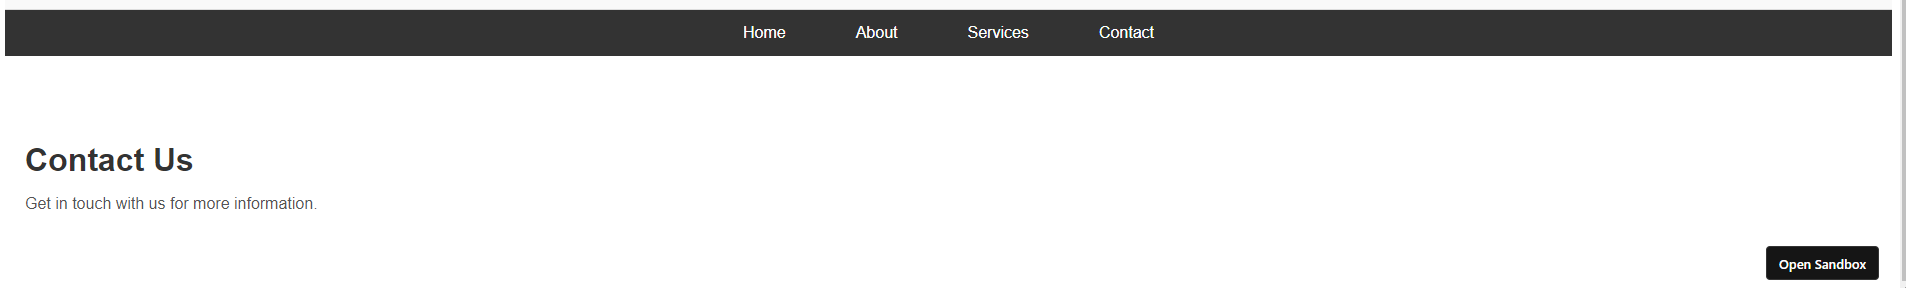 Home About Services Contact
Contact Us
Get in touch with us for more information.
Open Sandbox